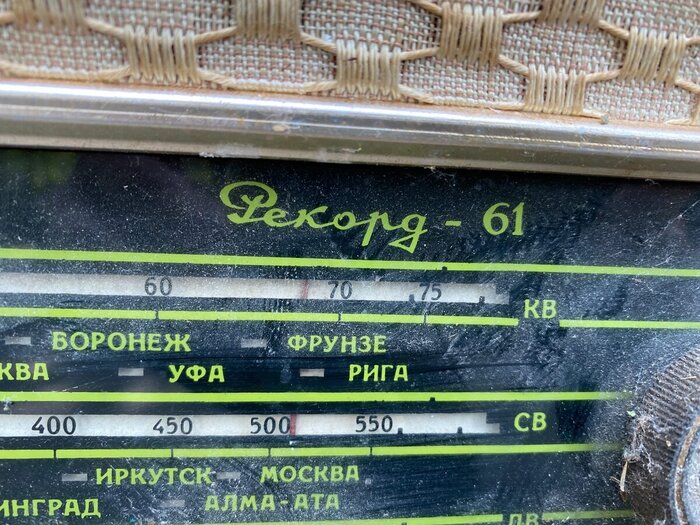 Рекорд - 61
60 70 75 КВ
ВОРОНЕЖ ФРУНЗЕ
КВА УФА РИГА
400 450 500 550 СВ
ИРКУТСК МОСКВА
ИНГРАД АЛМА-АТА
ДВ